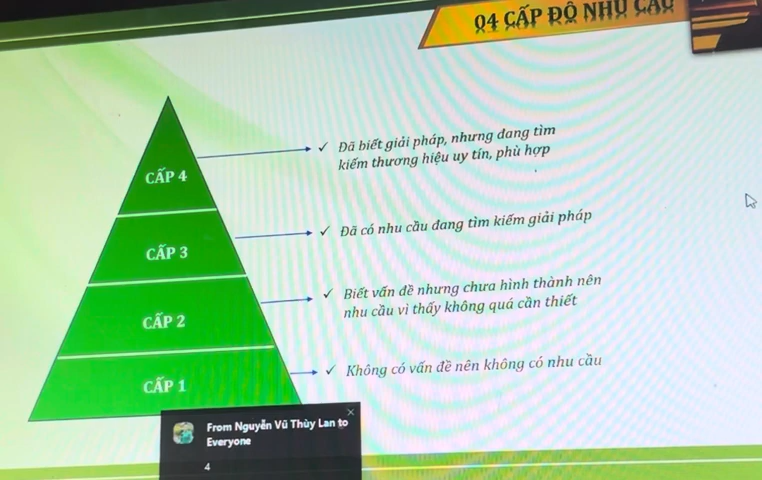 04 CẤP ĐỘ NHU CẦU
Đã biết giải pháp, nhưng đang tìm
kiếm thương hiệu uy tín, phù hợp
CẤP 4
Đã có nhu cầu đang tìm kiếm giải pháp
CẤP 3
Biết vấn đề nhưng chưa hình thành nên
nhu cầu vì thấy không quá cần thiết
CẤP 2
Không có vấn đề nên không có nhu cầu
CẤP 1
From Nguyễn Vũ Thùy Lan to
Everyone
4